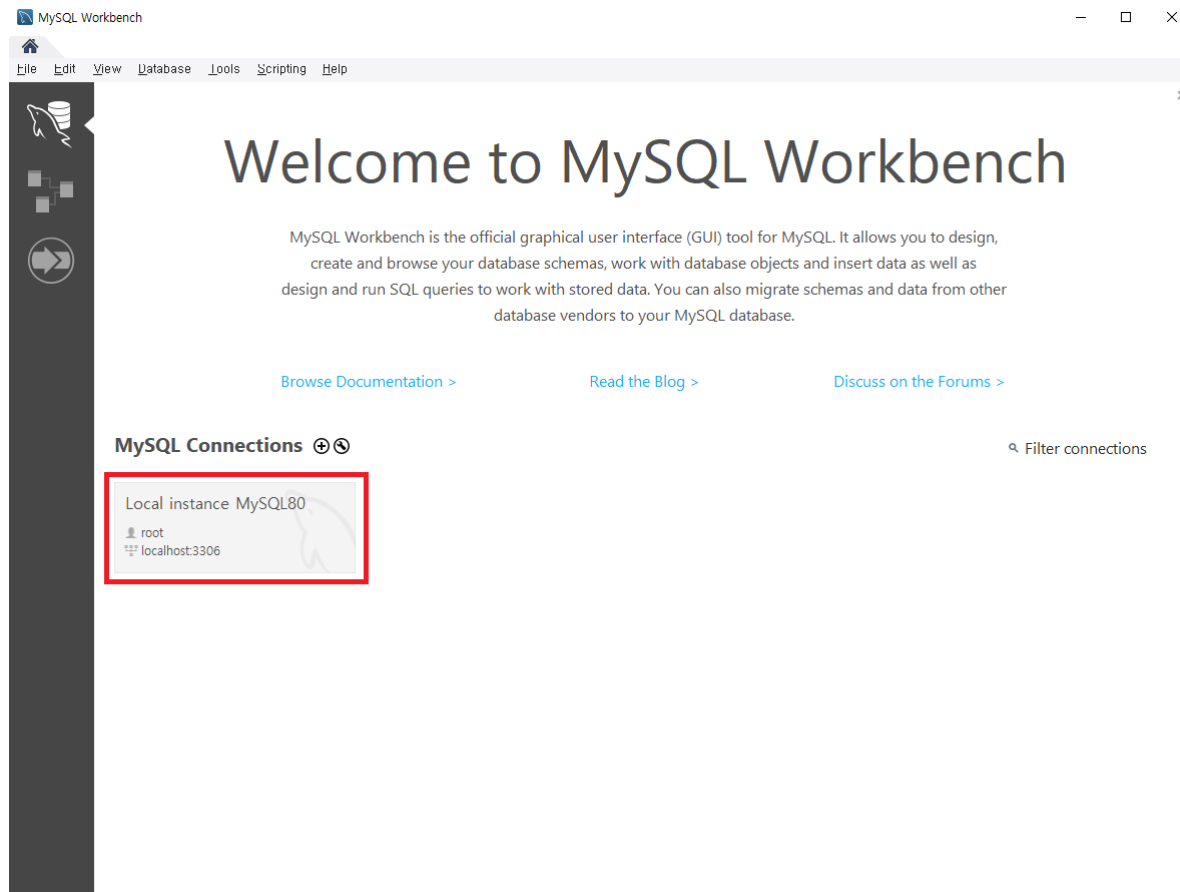 MySQL Workbench
File Edit View Database Tools Scripting Help
Welcome to MySQL Workbench
MySQL Workbench is the official graphical user interface (GUI) tool for MySQL. It allows you to design,
create and browse your database schemas, work with database objects and insert data as well as
design and run SQL queries to work with stored data. You can also migrate schemas and data from other
database vendors to your MySQL database.
Browse Documentation > Read the Blog > Discuss on the Forums >
MySQL Connections Filter connections
Local instance MySQL80
root
localhost:3306